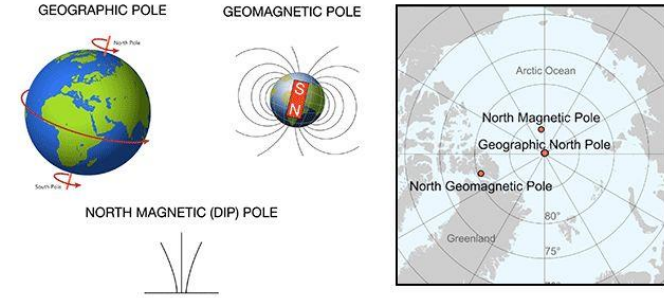 GEOGRAPHIC POLE
North Pole
South Pole
GEOMAGNETIC POLE
S
N
NORTH MAGNETIC (DIP) POLE
Arctic Ocean
North Magnetic Pole
Geographic North Pole
North Geomagnetic Pole
80°
Greenland
75°